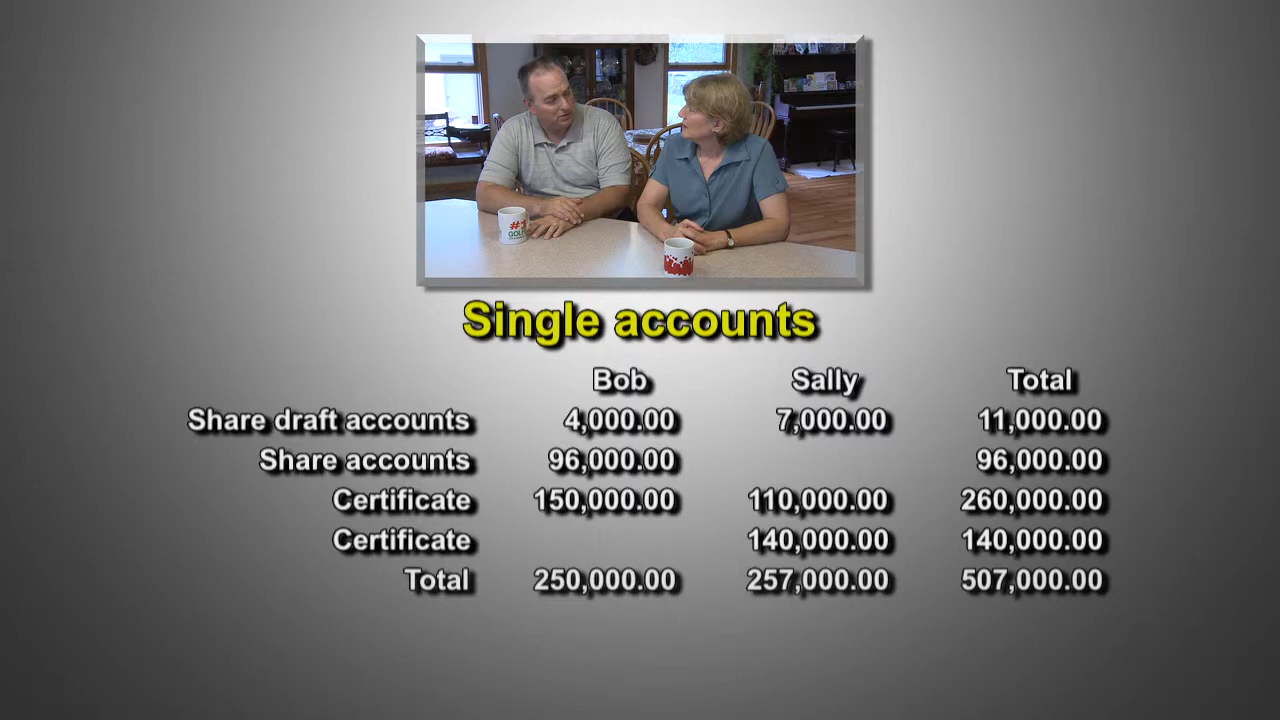 #1
Single accounts
Bob Sally Total
Share draft accounts 4,000.00 7,000.00 11,000.00
Share accounts 96,000.00 96,000.00
Certificate 150,000.00 110,000.00 260,000.00
Certificate 140,000.00 140,000.00
Total 250,000.00 257,000.00 507,000.00